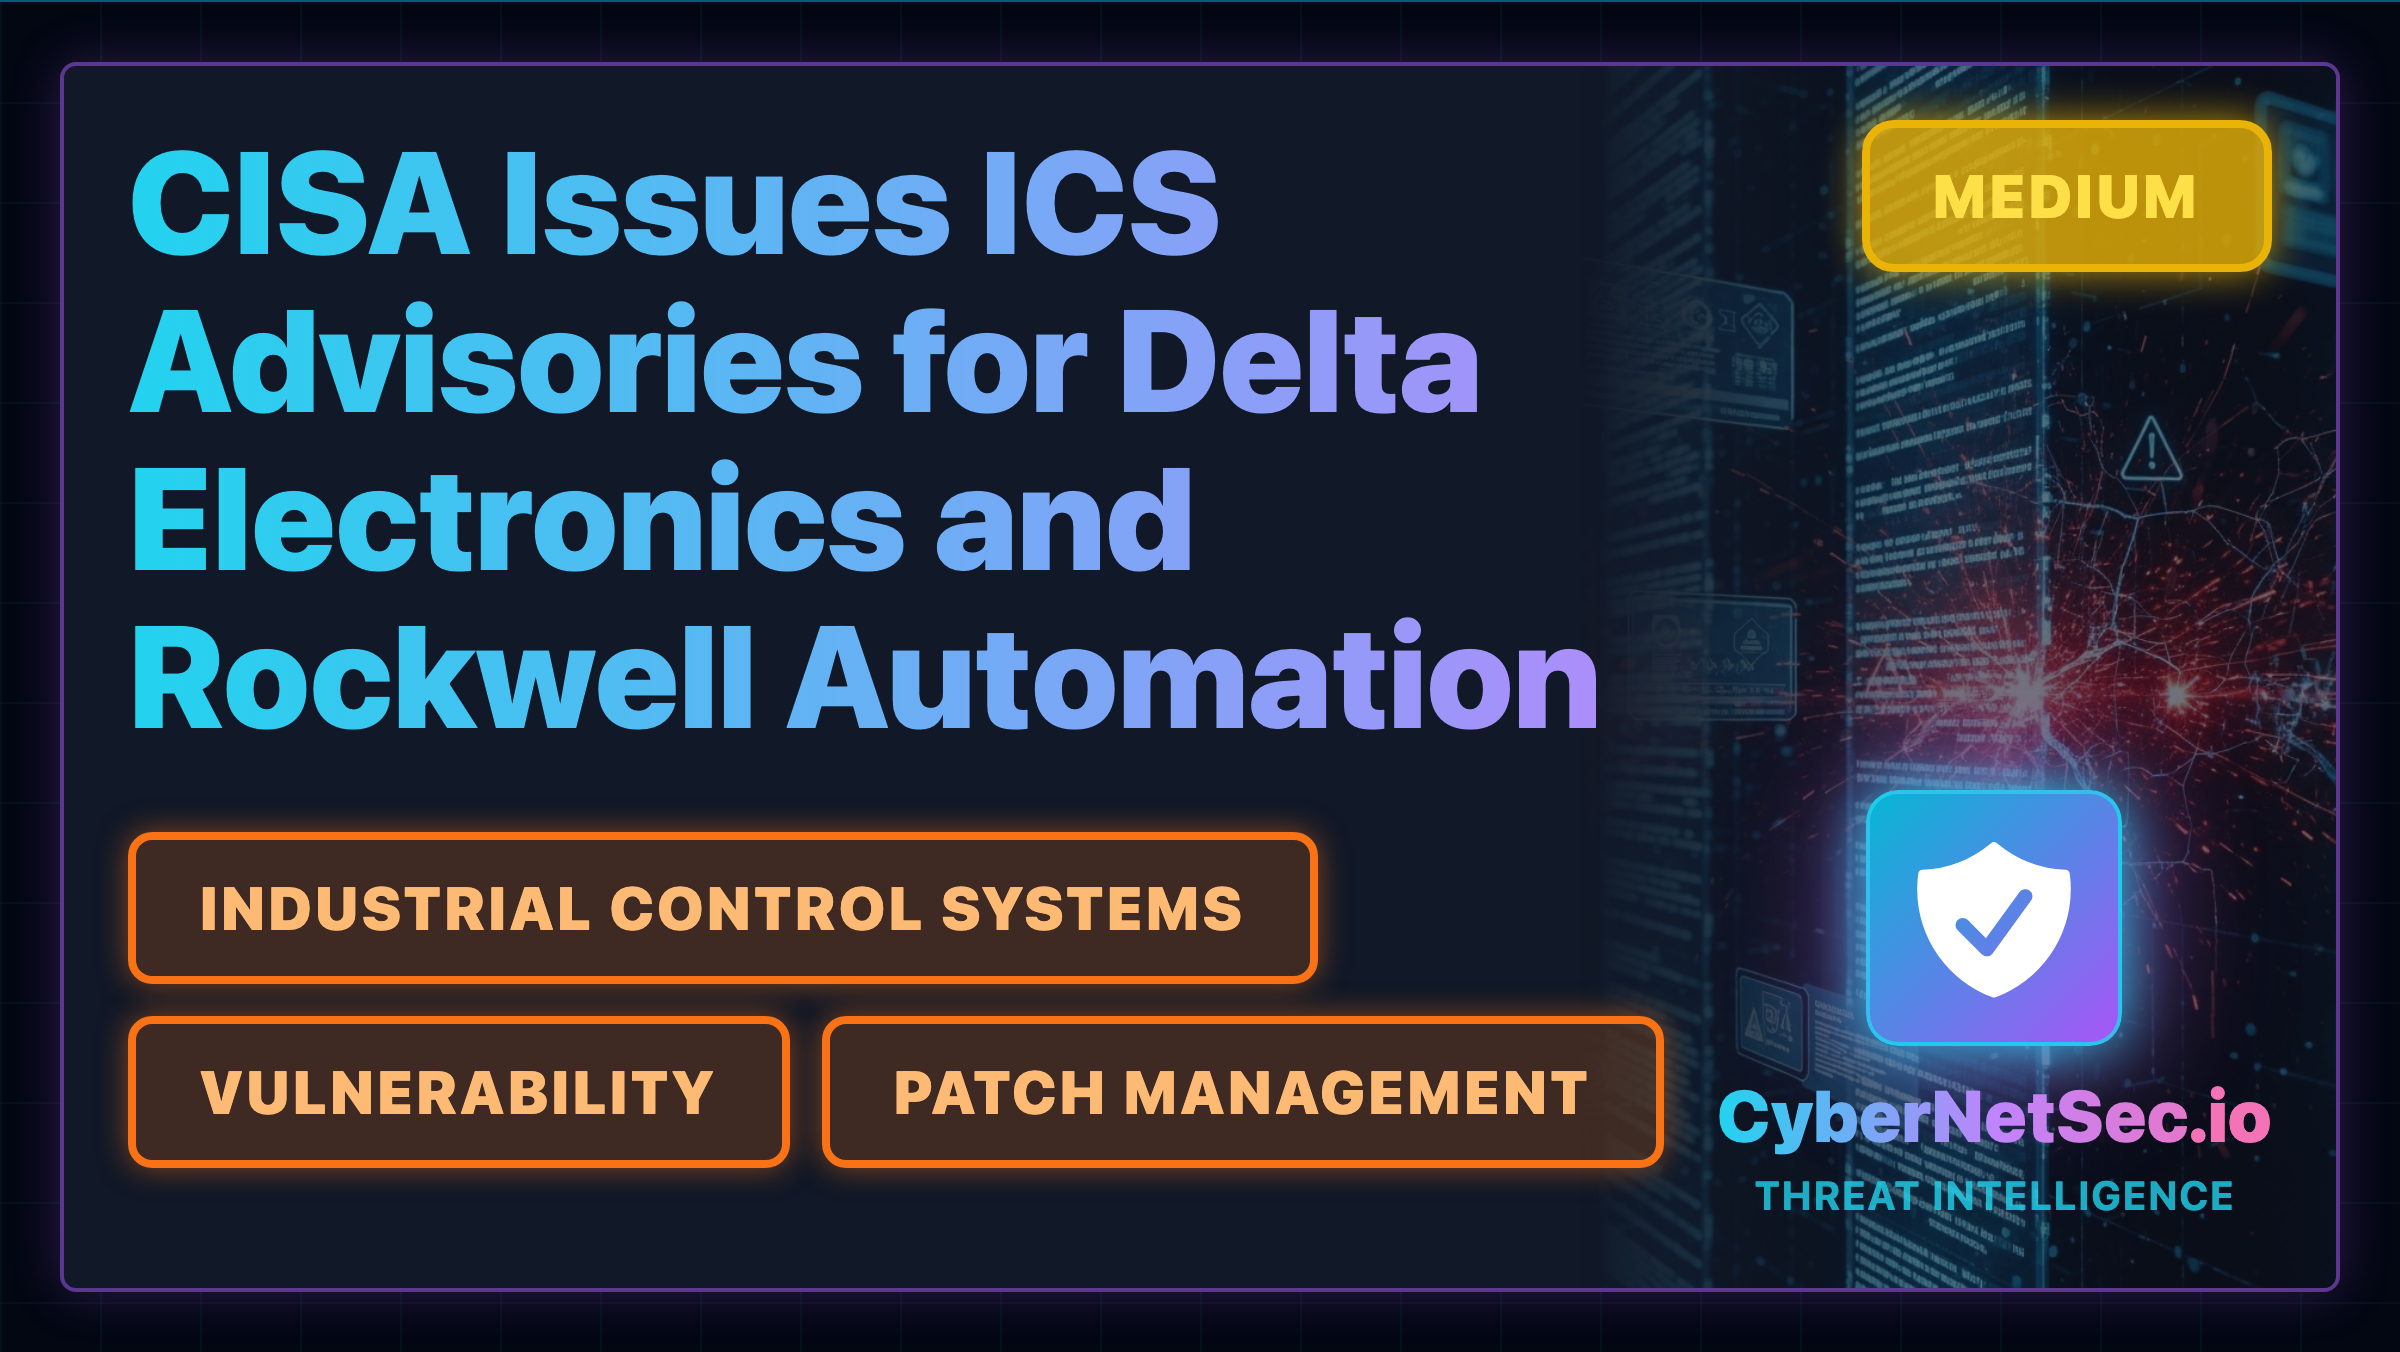 CISA Issues ICS
Advisories for Delta
Electronics and
Rockwell Automation
MEDIUM
INDUSTRIAL CONTROL SYSTEMS
VULNERABILITY
PATCH MANAGEMENT
CyberNetSec.io
THREAT INTELLIGENCE